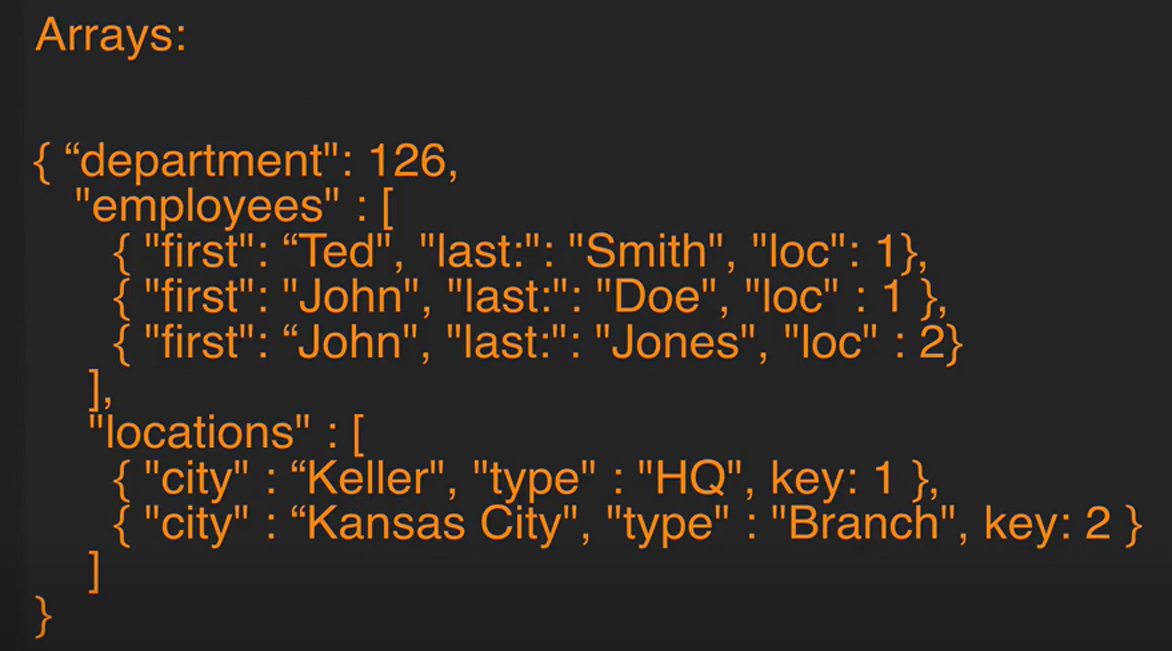 Arrays:
{ “department": 126,
"employees" : [
{ "first": “Ted", "last:": "Smith", "loc": 1},
{ "first": "John", "last:": "Doe", "loc" : 1 },
{ "first": “John", "last:": "Jones", "loc" : 2}
],
"locations" : [
{ "city" : “Keller", "type" : "HQ", key: 1 },
{ "city" : “Kansas City", "type" : "Branch", key: 2 }
]
}